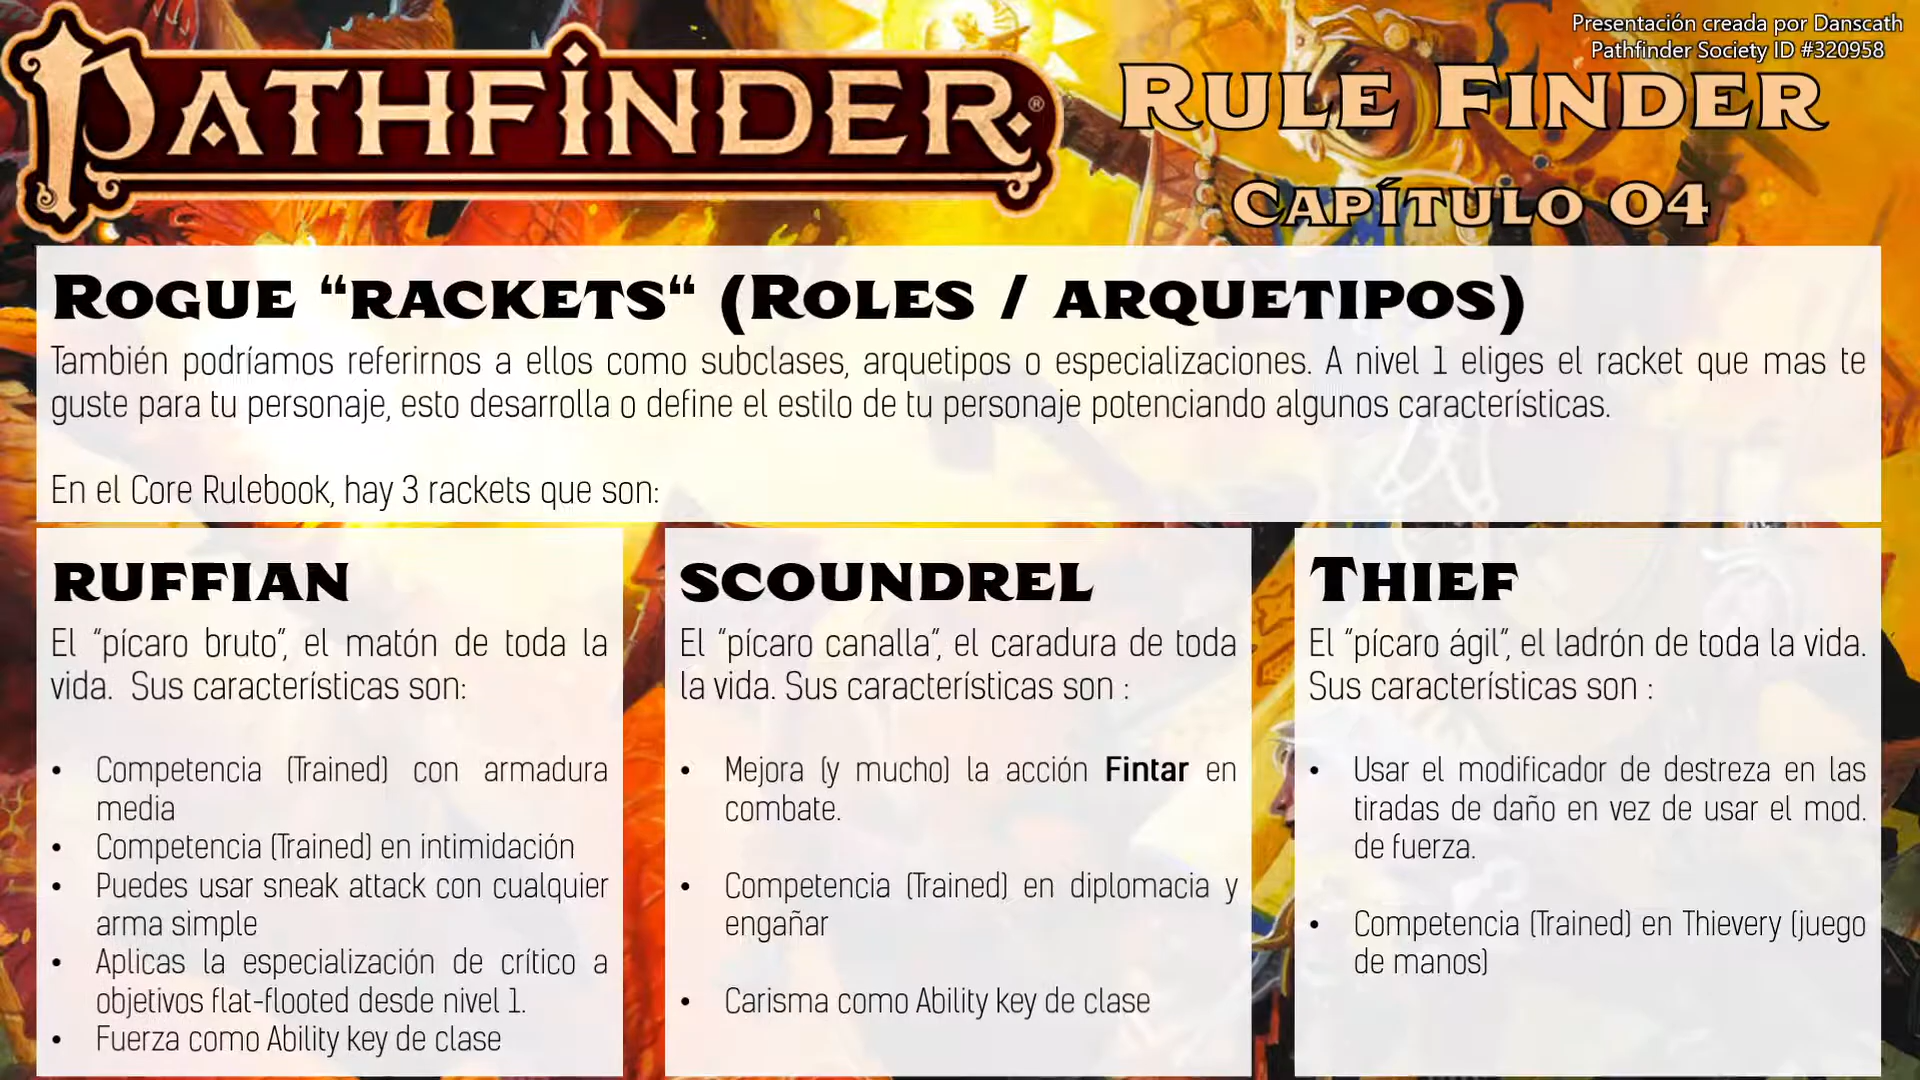 Presentación creada por Danscath
Pathfinder Society ID #320958
PATHFINDER®
RULE FINDER
CAPÍTULO 04
ROGUE “RACKETS“ (ROLES / ARQUETIPOS)
También podríamos referirnos a ellos como subclases, arquetipos o especializaciones. A nivel 1 eliges el racket que mas te
guste para tu personaje, esto desarrolla o define el estilo de tu personaje potenciando algunos características.
En el Core Rulebook, hay 3 rackets que son:
RUFFIAN
El “pícaro bruto”, el matón de toda la
vida. Sus características son:
• Competencia (Trained) con armadura
media
• Competencia (Trained) en intimidación
• Puedes usar sneak attack con cualquier
arma simple
• Aplicas la especialización de crítico a
objetivos flat-flooted desde nivel 1.
• Fuerza como Ability key de clase
SCOUNDREL
El “pícaro canalla”, el caradura de toda
la vida. Sus características son :
• Mejora (y mucho) la acción Fintar en
combate.
• Competencia (Trained) en diplomacia y
engañar
• Carisma como Ability key de clase
THIEF
El “pícaro ágil”, el ladrón de toda la vida.
Sus características son :
• Usar el modificador de destreza en las
tiradas de daño en vez de usar el mod.
de fuerza.
• Competencia (Trained) en Thievery (juego
de manos)